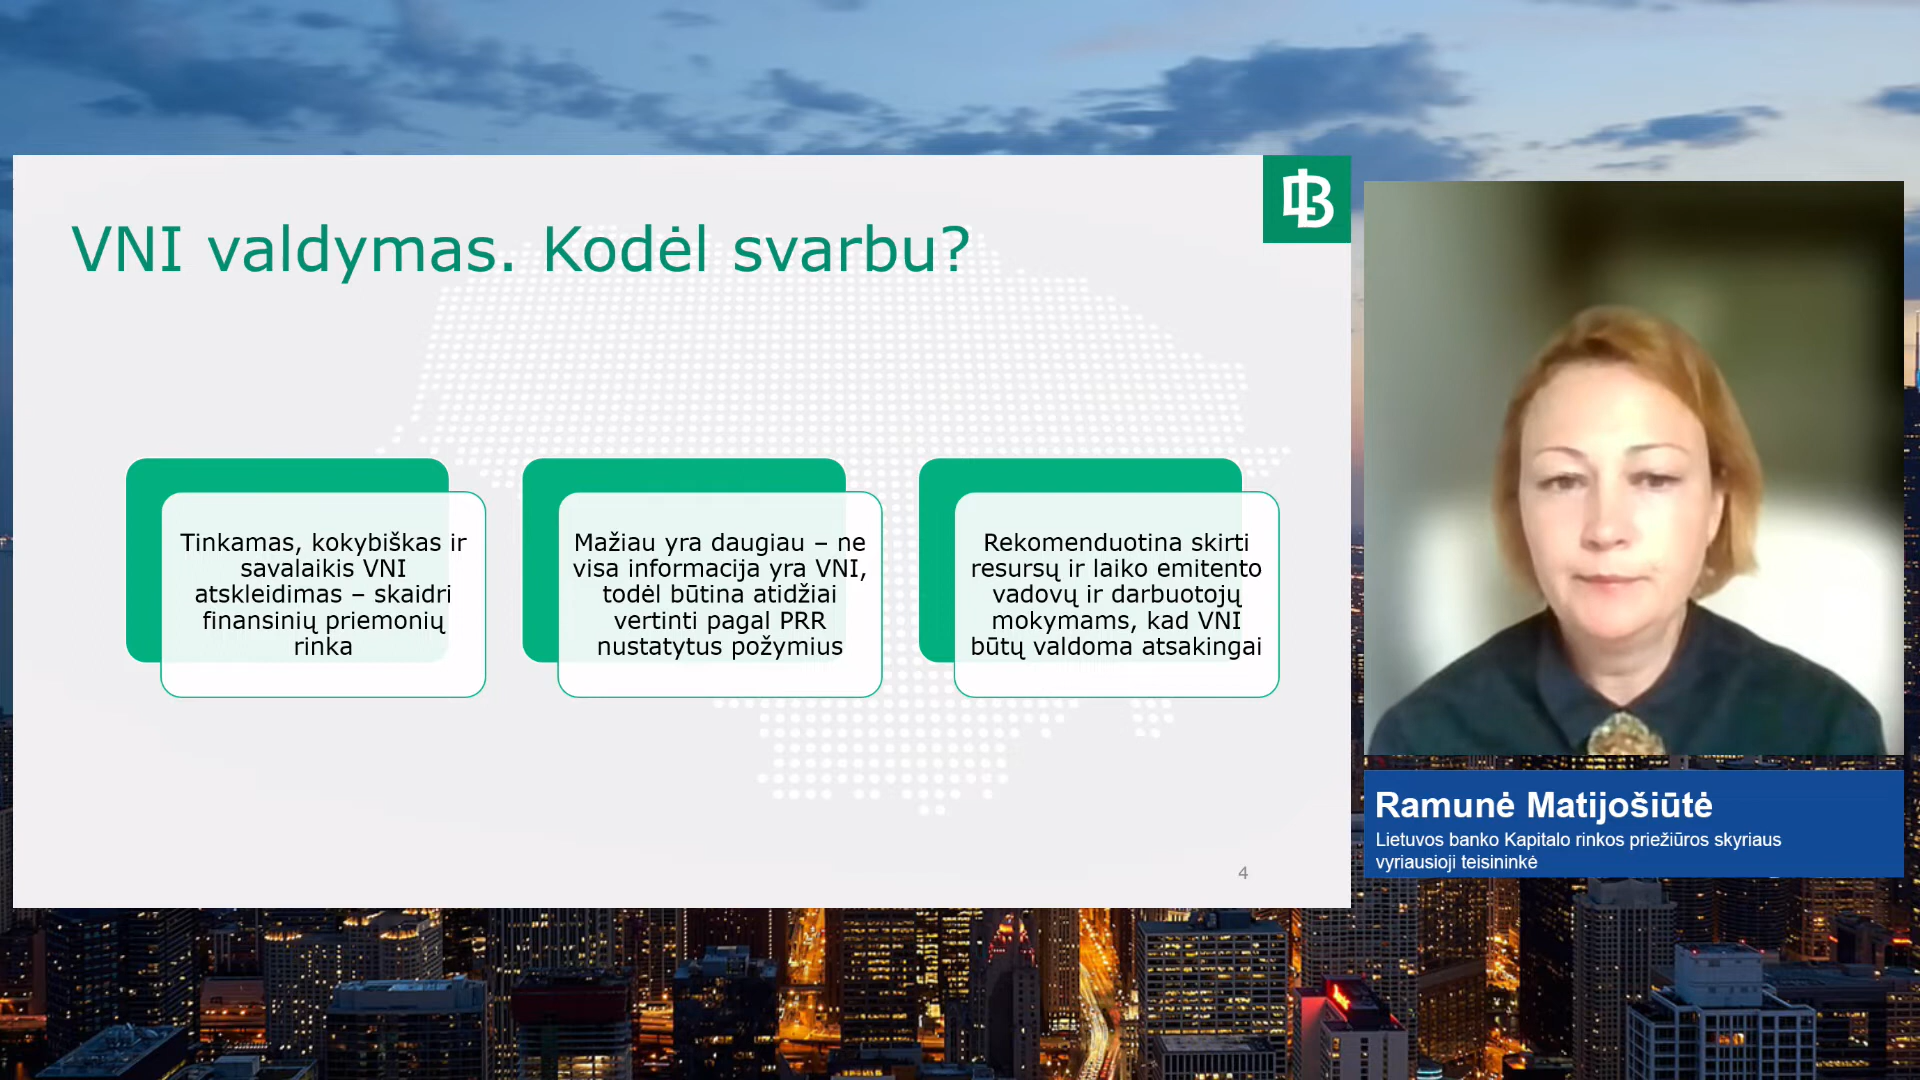 VNI valdymas. Kodėl svarbu?
Tinkamas, kokybiškas ir
savalaikis VNI
atskleidimas – skaidri
finansinių priemonių
rinka
Mažiau yra daugiau – ne
visa informacija yra VNI,
todėl būtina atidžiai
vertinti pagal PRR
nustatytus požymius
Rekomenduotina skirti
resursų ir laiko emitento
vadovų ir darbuotojų
mokymams, kad VNI
būtų valdoma atsakingai
4
Ramunė Matijošiūtė
Lietuvos banko Kapitalo rinkos priežiūros skyriaus
vyriausioji teisininkė